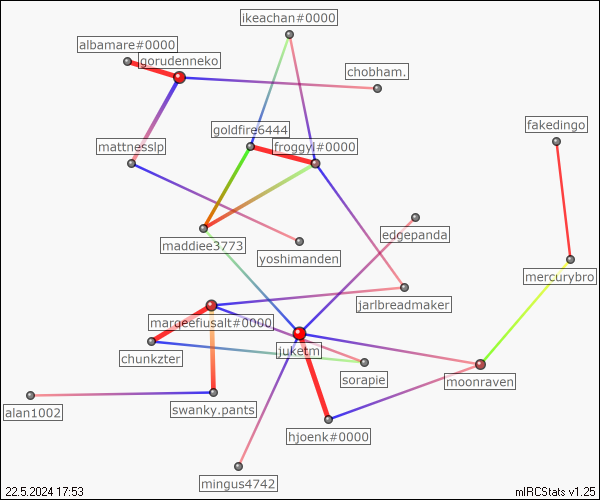 ikeachan#0000
albamare#0000
gorudenneko
chobham.
goldfire6444
fakedingo
mattnesslp
froggyl#0000
edgepanda
maddiee3773
yoshimanden
mercurybro
jarlbreadmaker
marqeefiusalt#0000
juketm
chunkzter
sorapie
moonraven
alan1002
swanky.pants
hjoenk#0000
mingus4742
22.5.2024 17:53
mIRCStats v1.25